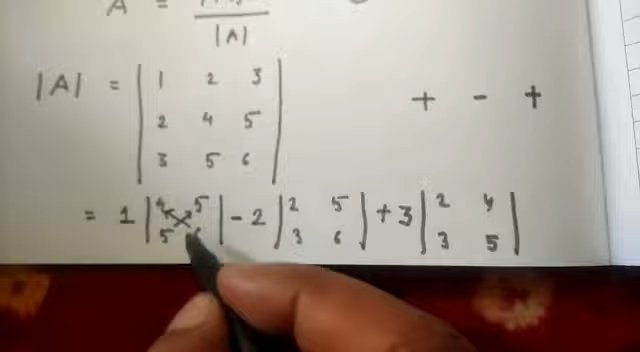 A =
|A|
|A| = | 1 2 3 |
| 2 4 5 |
| 3 5 6 |
+ - +
= 1 | 4 5 | - 2 | 2 5 | + 3 | 2 4 |
| 5 6 | | 3 6 | | 3 5 |